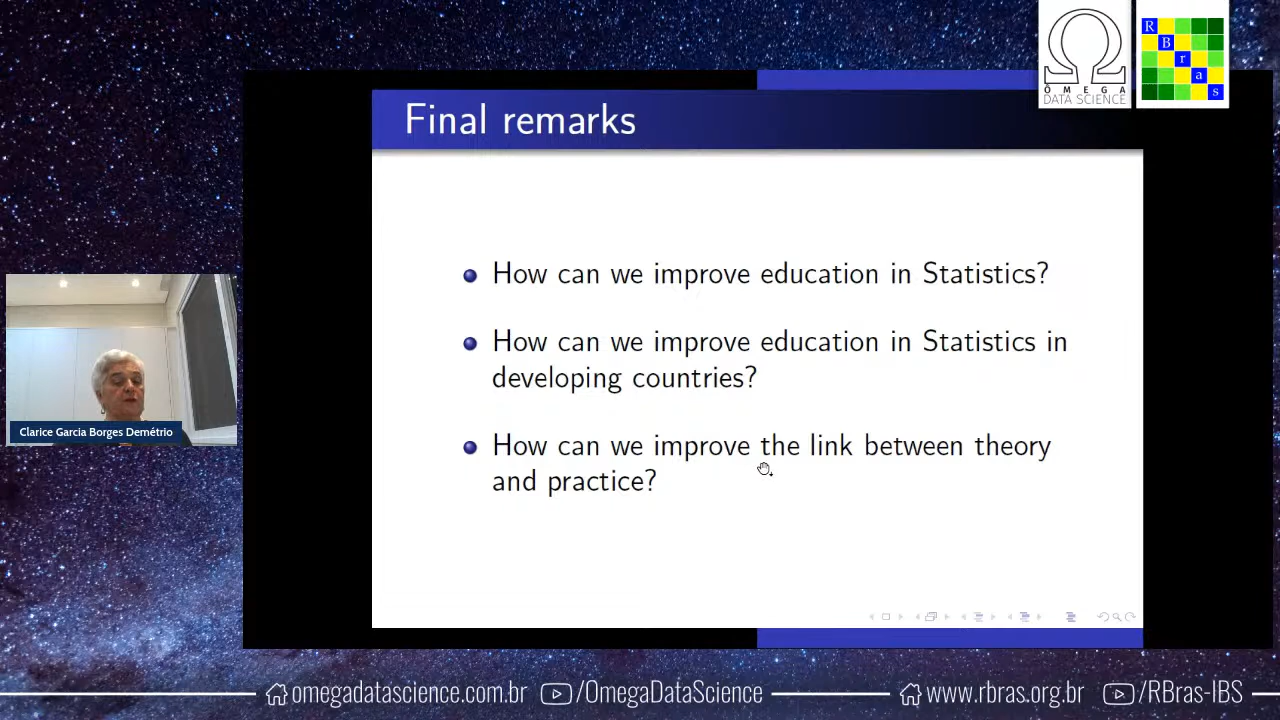 R
B
r
a
s
ÔMEGA
DATA SCIENCE
Final remarks
How can we improve education in Statistics?
How can we improve education in Statistics in
developing countries?
How can we improve the link between theory
and practice?
Clarice Garcia Borges Demétrio
omegadatascience.com.br
/OmegaDataScience
www.rbras.org.br
/RBras-IBS